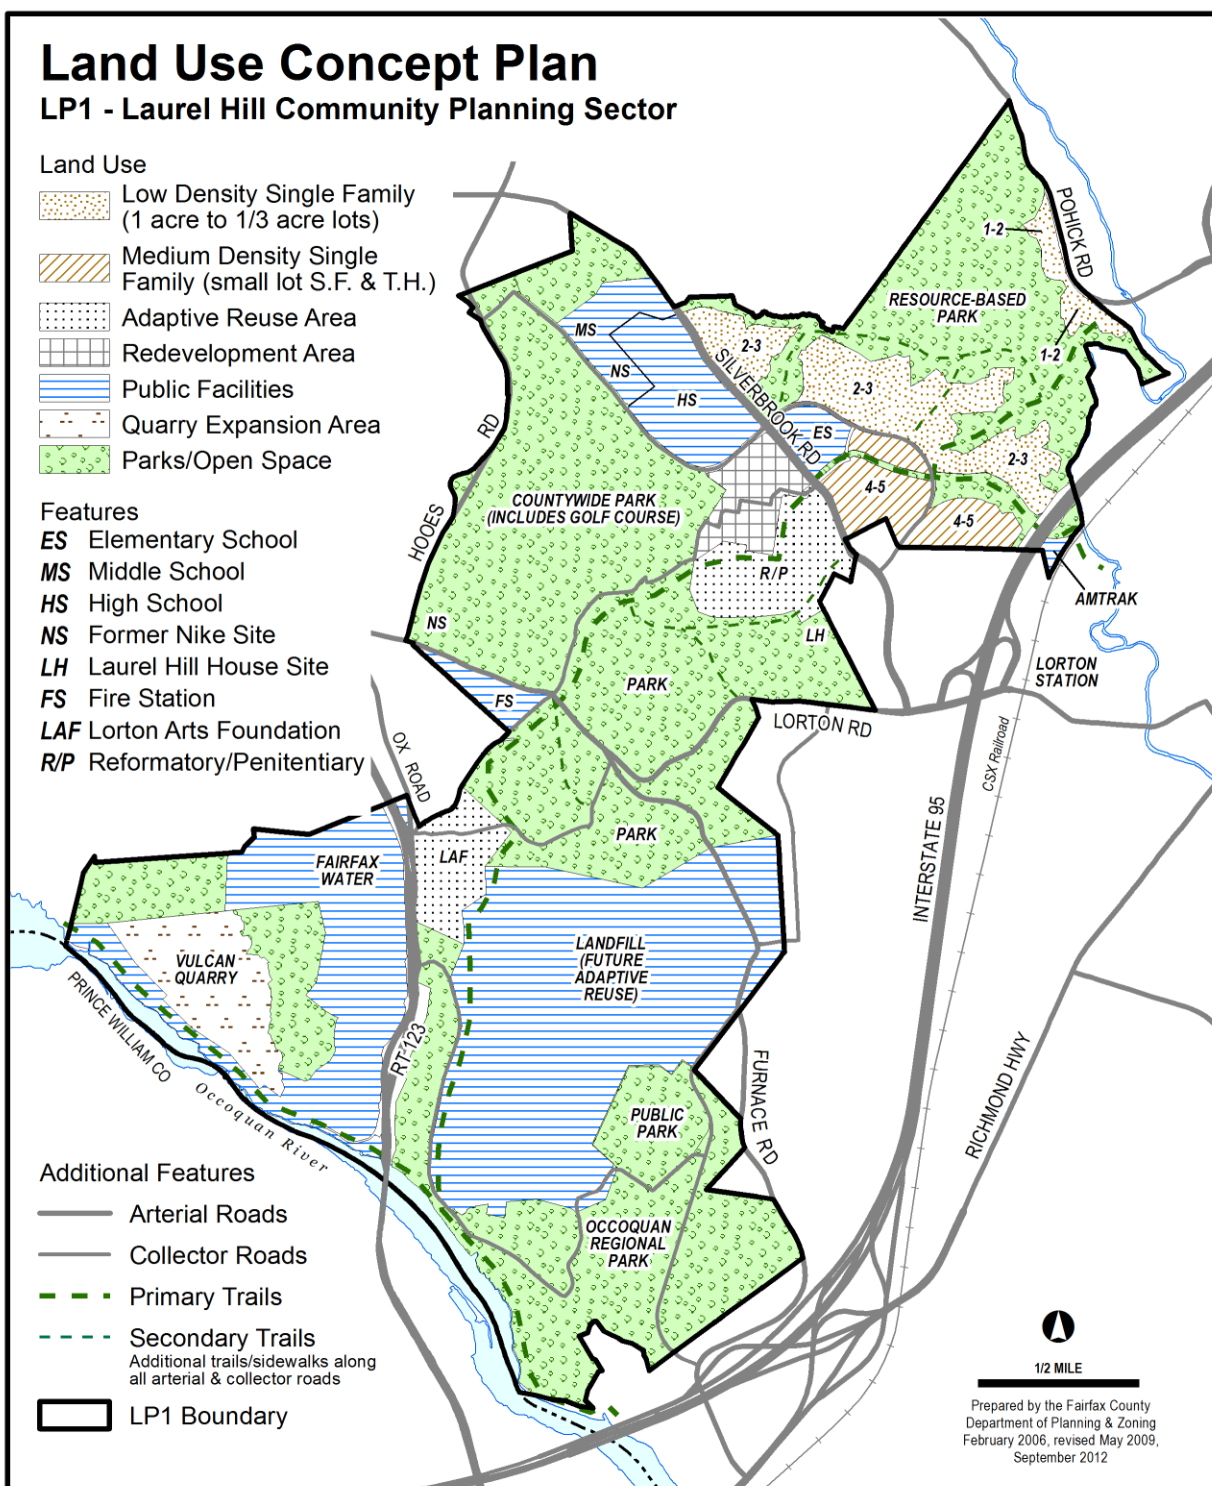 Land Use Concept Plan
LP1 - Laurel Hill Community Planning Sector
Land Use
Low Density Single Family
(1 acre to 1/3 acre lots)
Medium Density Single
Family (small lot S.F. & T.H.)
Adaptive Reuse Area
Redevelopment Area
Public Facilities
Quarry Expansion Area
Parks/Open Space
Features
ES Elementary School
MS Middle School
HS High School
NS Former Nike Site
LH Laurel Hill House Site
FS Fire Station
LAF Lorton Arts Foundation
R/P Reformatory/Penitentiary
POHICK RD
1-2
RESOURCE-BASED
PARK
1-2
MS
2-3
SILVERBROOK RD
NS
2-3
HS
ES
HOOES
RD
2-3
4-5
COUNTYWIDE PARK
(INCLUDES GOLF COURSE)
4-5
R/P
AMTRAK
NS
LH
LORTON
STATION
PARK
FS
LORTON RD
OX ROAD
CSX Railroad
INTERSTATE 95
PARK
LAF
FAIRFAX
WATER
LANDFILL
(FUTURE
ADAPTIVE
REUSE)
VULCAN
QUARRY
PRINCE WILLIAM CO
RT 123
Occoquan River
FURNACE RD
RICHMOND HWY
PUBLIC
PARK
OCCOQUAN
REGIONAL
PARK
Additional Features
Arterial Roads
Collector Roads
Primary Trails
Secondary Trails
Additional trails/sidewalks along
all arterial & collector roads
LP1 Boundary
1/2 MILE
Prepared by the Fairfax County
Department of Planning & Zoning
February 2006, revised May 2009,
September 2012